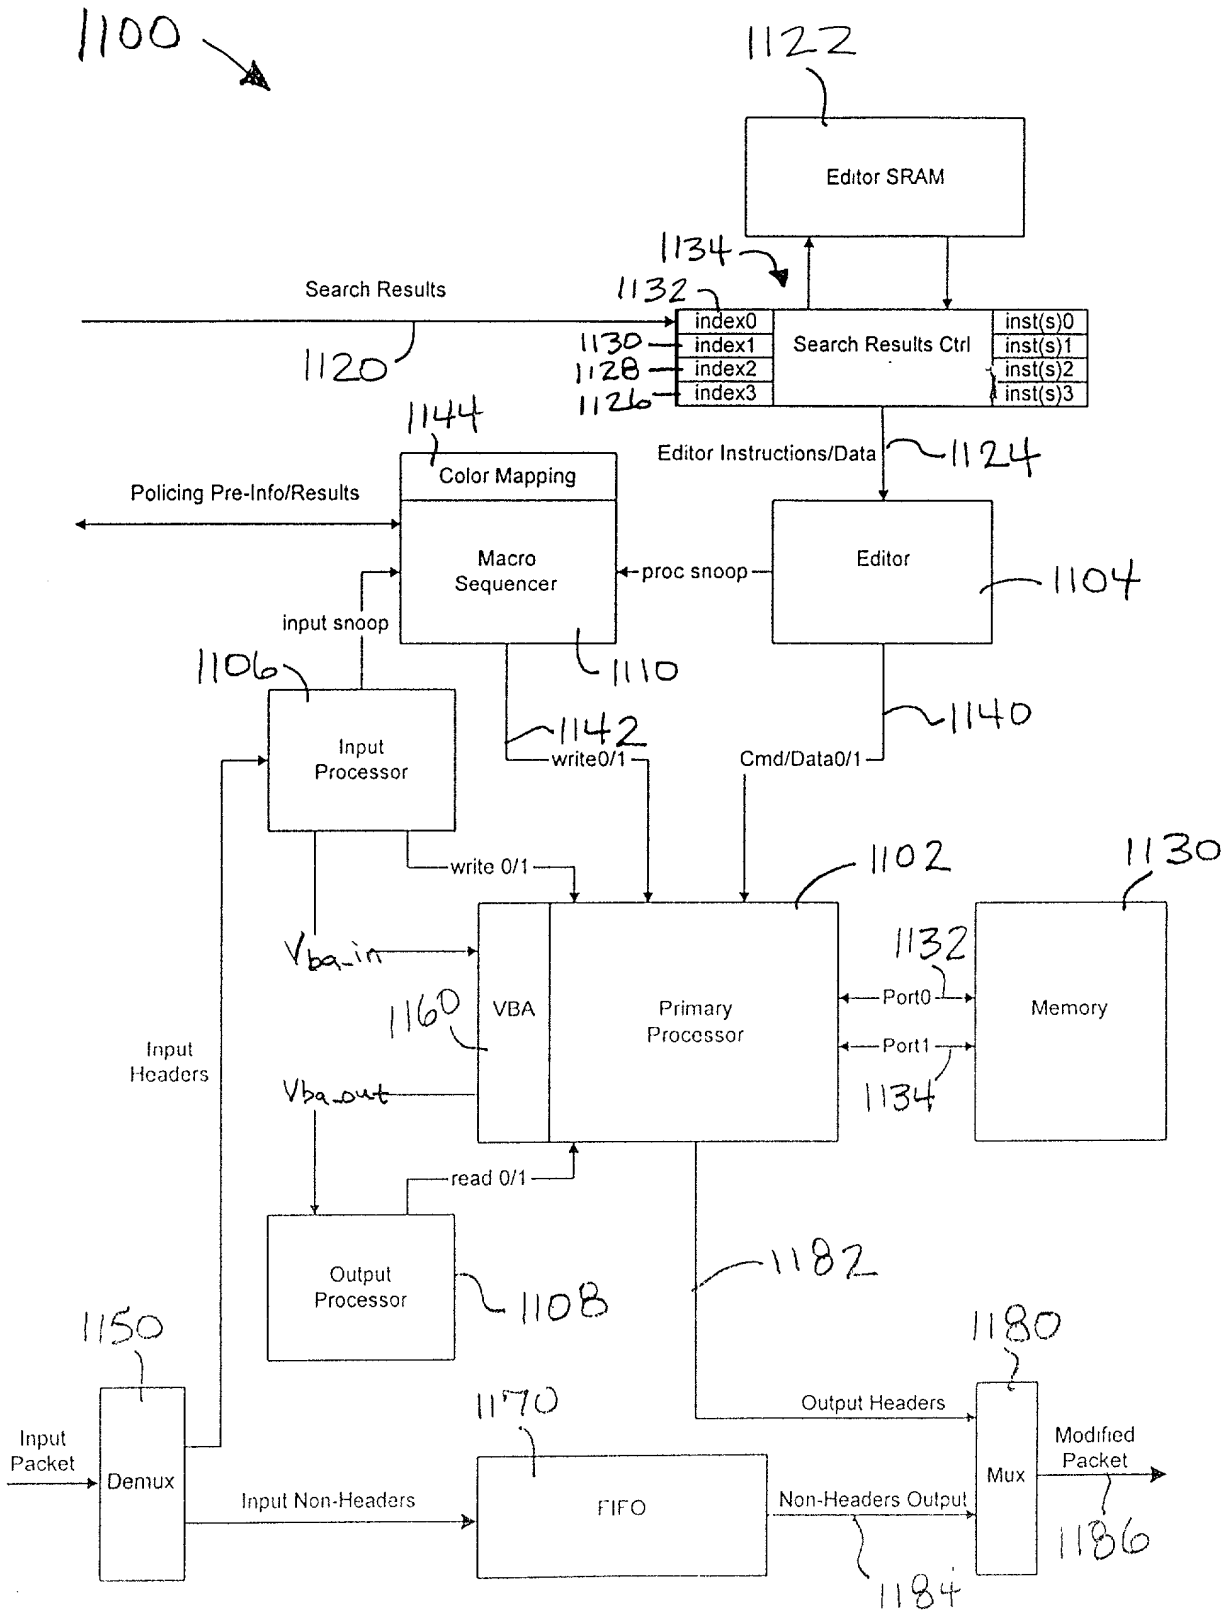 1100
1122
Editor SRAM
1134
Search Results
1132
1120
index0
1130
index1
1128
index2
1126
index3
Search Results Ctrl
inst(s)0
inst(s)1
inst(s)2
inst(s)3
1144
Editor Instructions/Data
1124
Color Mapping
Policing Pre-Info/Results
Macro
Sequencer
proc snoop
Editor
1104
input snoop
1106
1110
1142
1140
Input
Processor
write0/1
Cmd/Data0/1
write 0/1
1102
1130
Vba_in
1132
1160
VBA
Primary
Processor
Port0
Memory
Input
Headers
Port1
Vba_out
1134
read 0/1
1182
Output
Processor
1108
1150
1180
1170
Output Headers
Input
Packet
Demux
Modified
Packet
Mux
Input Non-Headers
FIFO
Non-Headers Output
1186
1184